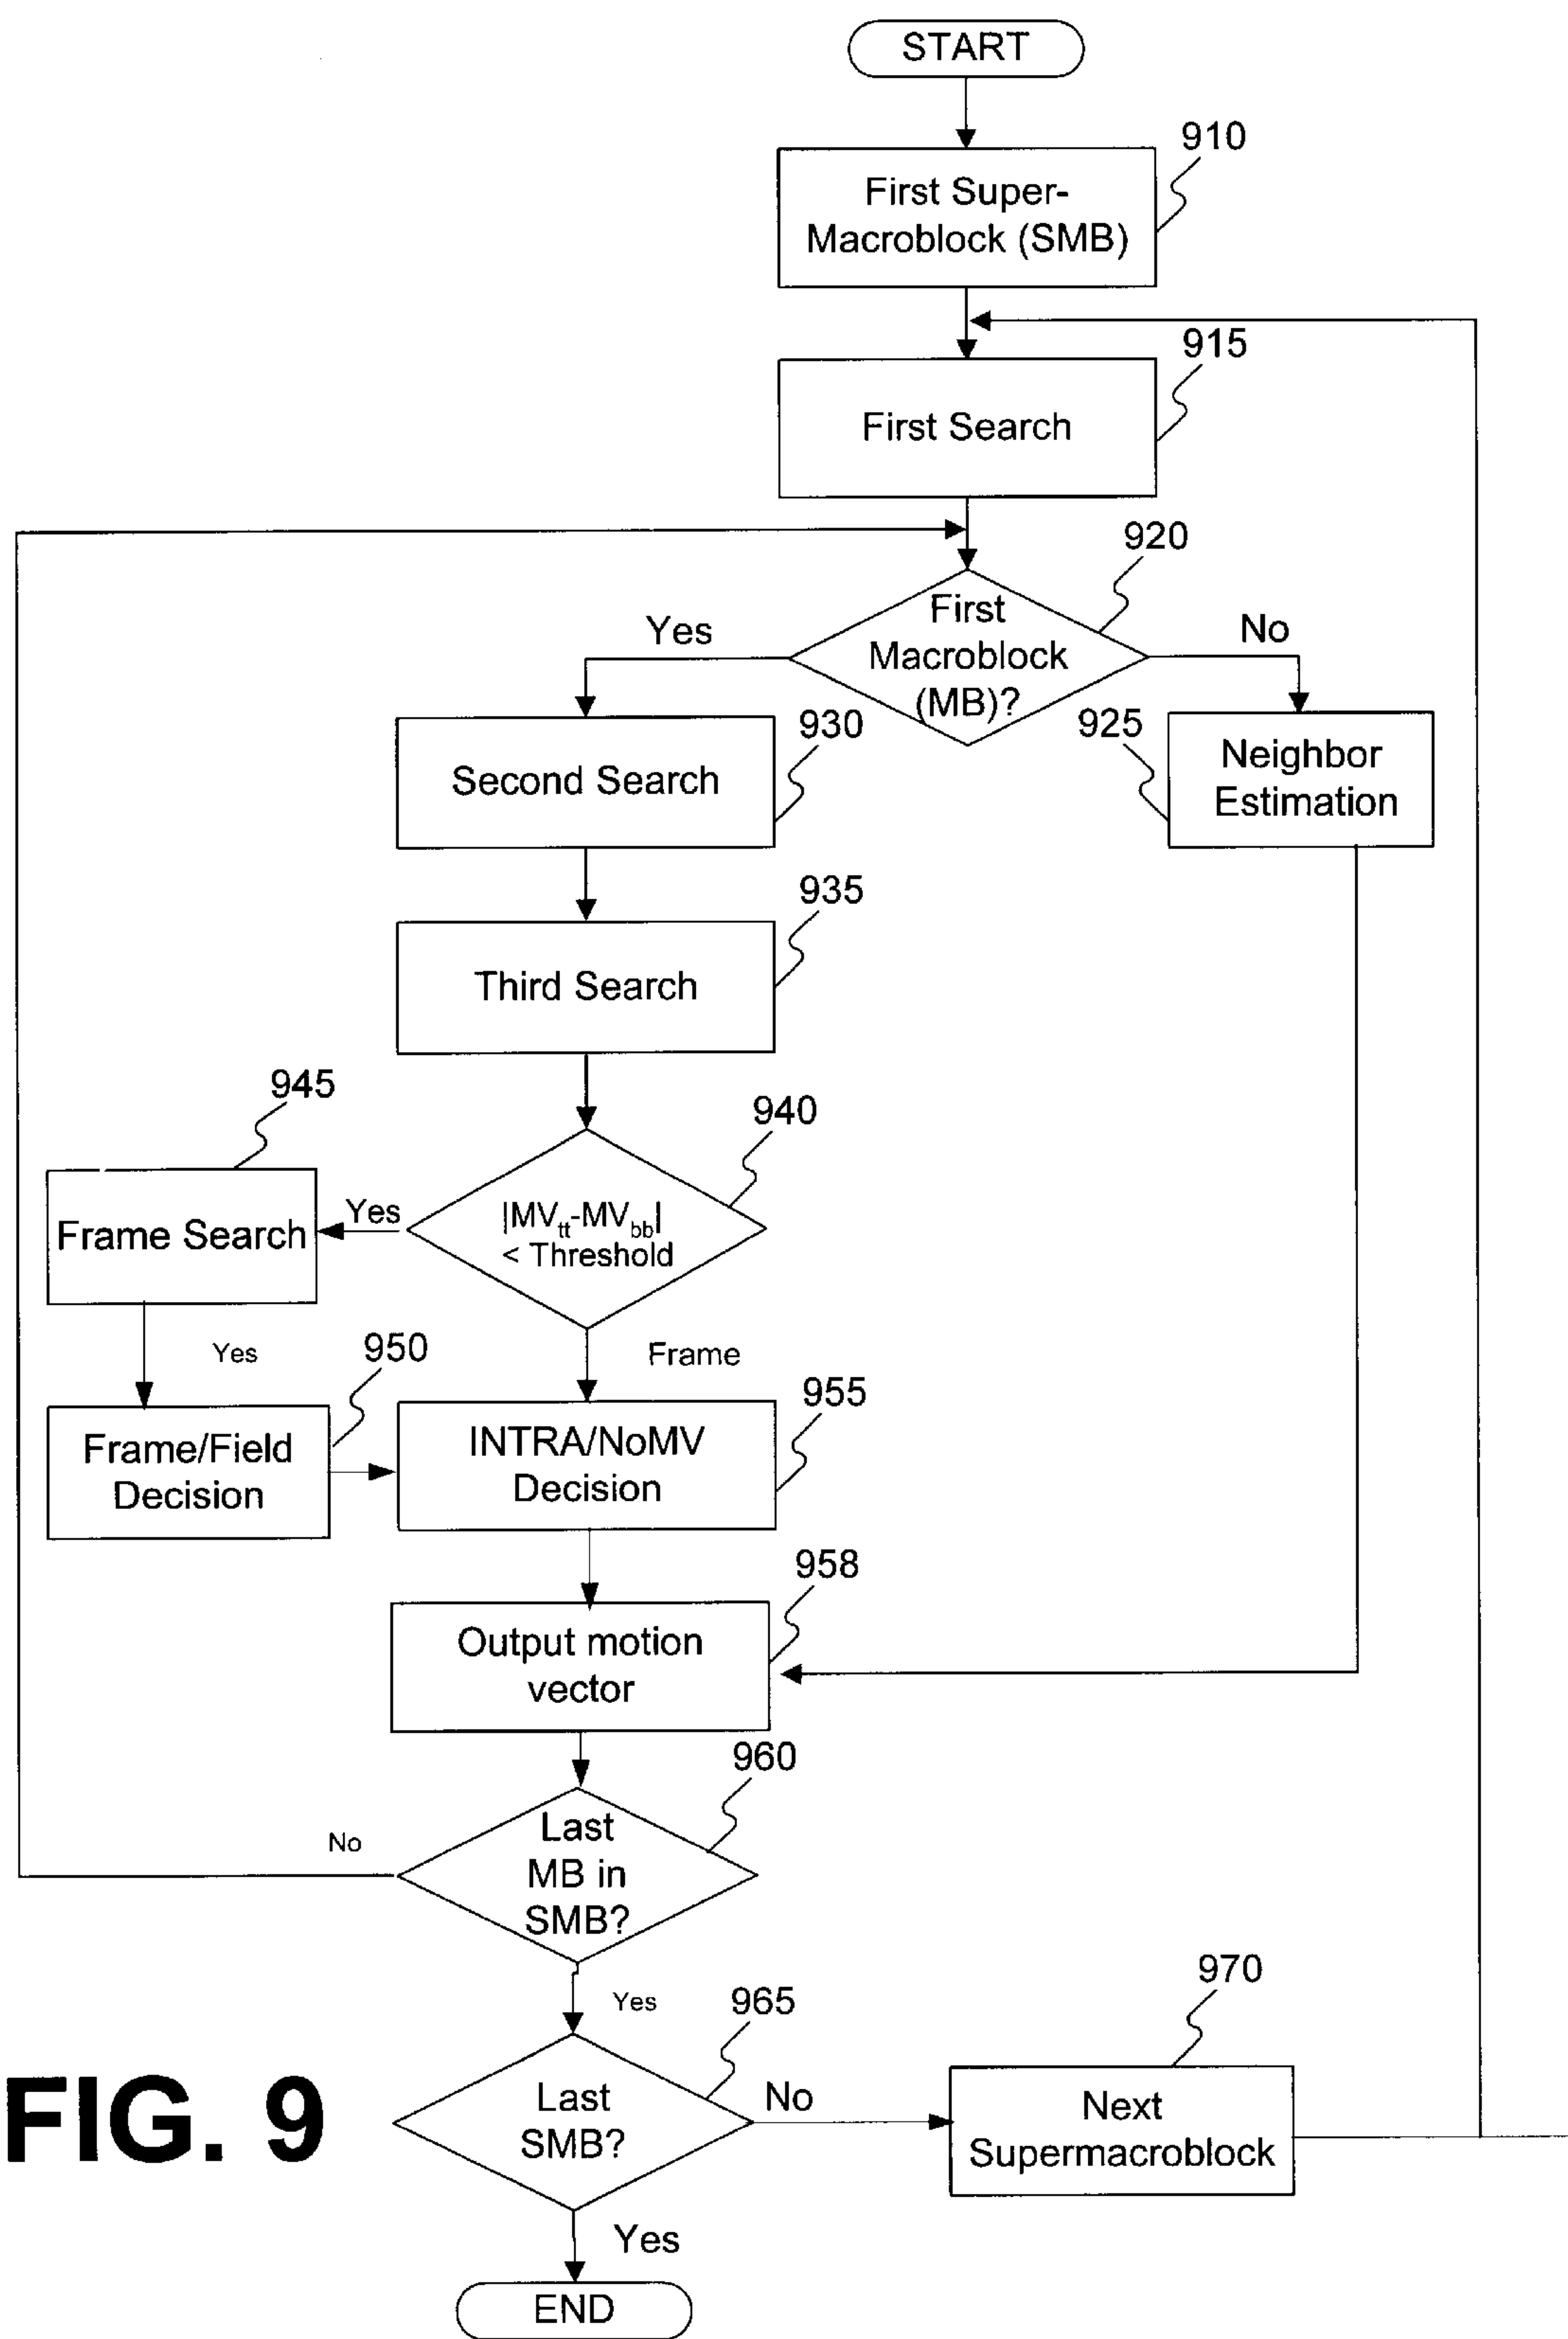 START
910
First Super-
Macroblock (SMB)
915
First Search
920
First
Macroblock
(MB)?
Yes
No
930
Second Search
925
Neighbor
Estimation
935
Third Search
945
940
Frame Search
Yes
|MVtt-MVbb|
< Threshold
Yes
950
Frame
955
Frame/Field
Decision
INTRA/NoMV
Decision
958
Output motion
vector
960
No
Last
MB in
SMB?
Yes
965
970
FIG. 9
Last
SMB?
No
Next
Supermacroblock
Yes
END